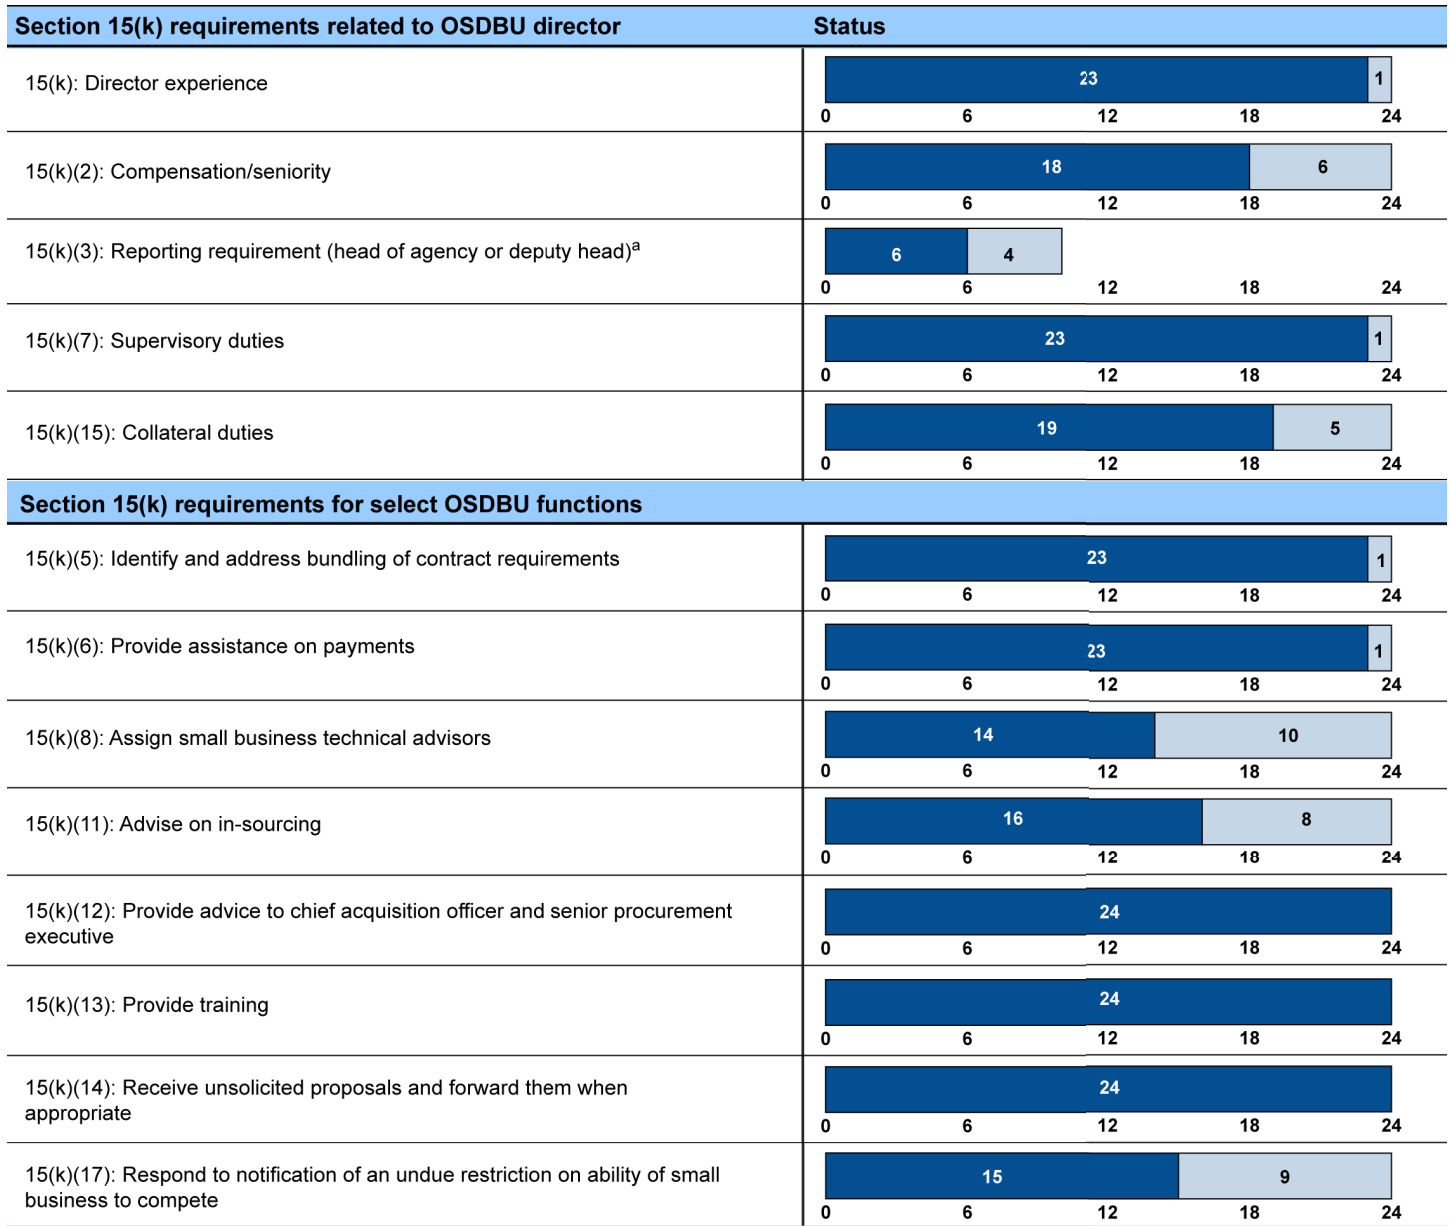 Section 15(k) requirements related to OSDBU director Status
15(k): Director experience
23 1
0 6 12 18 24
15(k)(2): Compensation/seniority
18 6
0 6 12 18 24
15(k)(3): Reporting requirement (head of agency or deputy head)a
6 4
0 6 12 18 24
15(k)(7): Supervisory duties
23 1
0 6 12 18 24
15(k)(15): Collateral duties
19 5
0 6 12 18 24
Section 15(k) requirements for select OSDBU functions
15(k)(5): Identify and address bundling of contract requirements
23 1
0 6 12 18 24
15(k)(6): Provide assistance on payments
23 1
0 6 12 18 24
15(k)(8): Assign small business technical advisors
14 10
0 6 12 18 24
15(k)(11): Advise on in-sourcing
16 8
0 6 12 18 24
15(k)(12): Provide advice to chief acquisition officer and senior procurement
executive
24
0 6 12 18 24
15(k)(13): Provide training
24
0 6 12 18 24
15(k)(14): Receive unsolicited proposals and forward them when
appropriate
24
0 6 12 18 24
15(k)(17): Respond to notification of an undue restriction on ability of small
business to compete
15 9
0 6 12 18 24